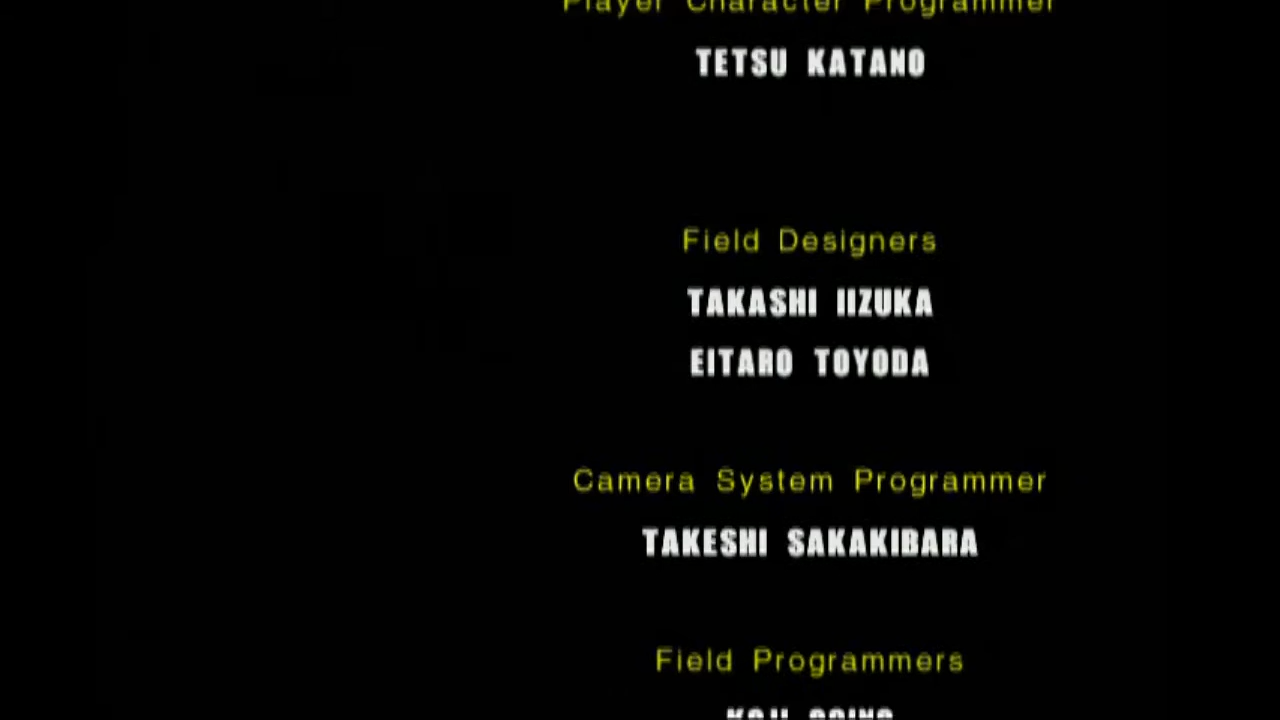 Player Character Programmer
TETSU KATANO
Field Designers
TAKASHI IIZUKA
EITARO TOYODA
Camera System Programmer
TAKESHI SAKAKIBARA
Field Programmers